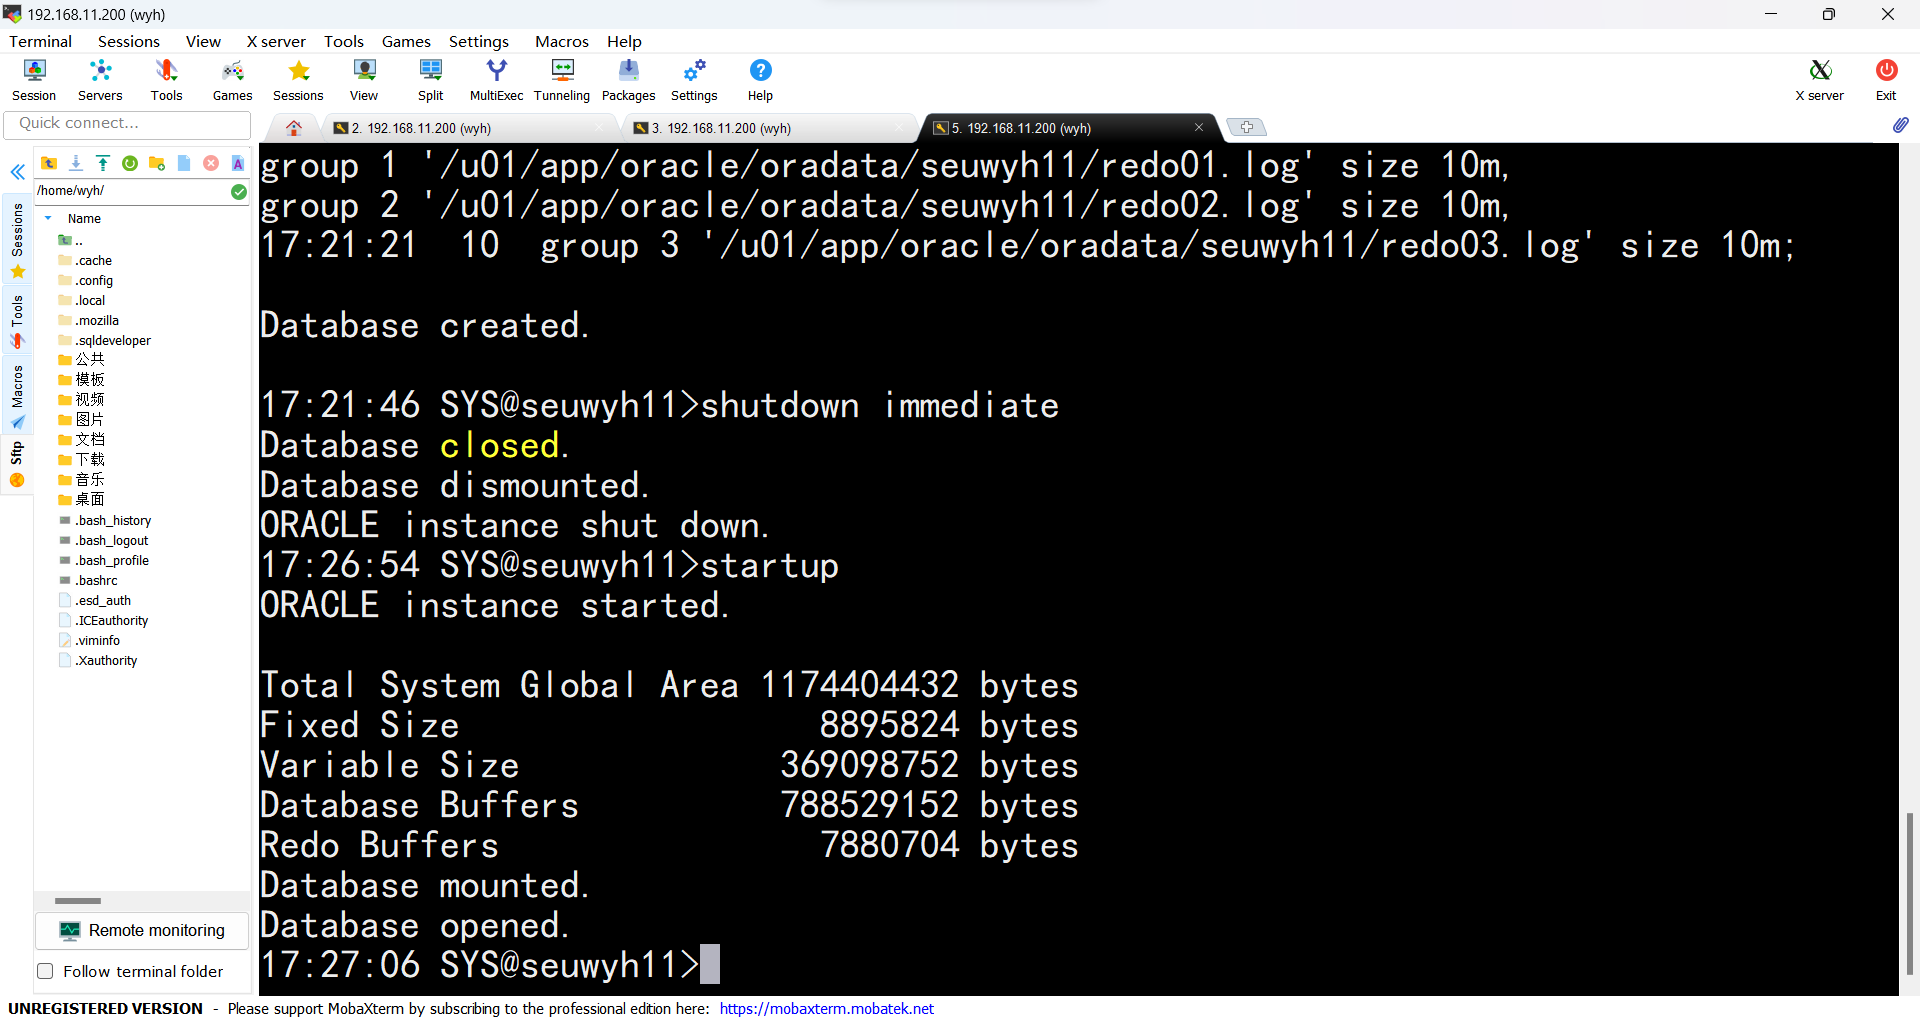 192.168.11.200 (wyh)
Terminal Sessions View X server Tools Games Settings Macros Help
Session Servers Tools Games Sessions View Split MultiExec Tunneling Packages Settings Help X server Exit
Quick connect...
2. 192.168.11.200 (wyh)
3. 192.168.11.200 (wyh)
5. 192.168.11.200 (wyh)
Sessions
Tools
Macros
Sftp
/home/wyh/
Name
..
.cache
.config
.local
.mozilla
.sqldeveloper
公共
模板
视频
图片
文档
下载
音乐
桌面
.bash_history
.bash_logout
.bash_profile
.bashrc
.esd_auth
.ICEauthority
.viminfo
.Xauthority
Remote monitoring
Follow terminal folder
group 1 '/u01/app/oracle/oradata/seuwyh11/redo01.log' size 10m,
group 2 '/u01/app/oracle/oradata/seuwyh11/redo02.log' size 10m,
17:21:21  10  group 3 '/u01/app/oracle/oradata/seuwyh11/redo03.log' size 10m;
Database created.
17:21:46 SYS@seuwyh11>shutdown immediate
Database closed.
Database dismounted.
ORACLE instance shut down.
17:26:54 SYS@seuwyh11>startup
ORACLE instance started.
Total System Global Area 1174404432 bytes
Fixed Size 8895824 bytes
Variable Size 369098752 bytes
Database Buffers 788529152 bytes
Redo Buffers 7880704 bytes
Database mounted.
Database opened.
17:27:06 SYS@seuwyh11>
UNREGISTERED VERSION - Please support MobaXterm by subscribing to the professional edition here: https://mobaxterm.mobatek.net